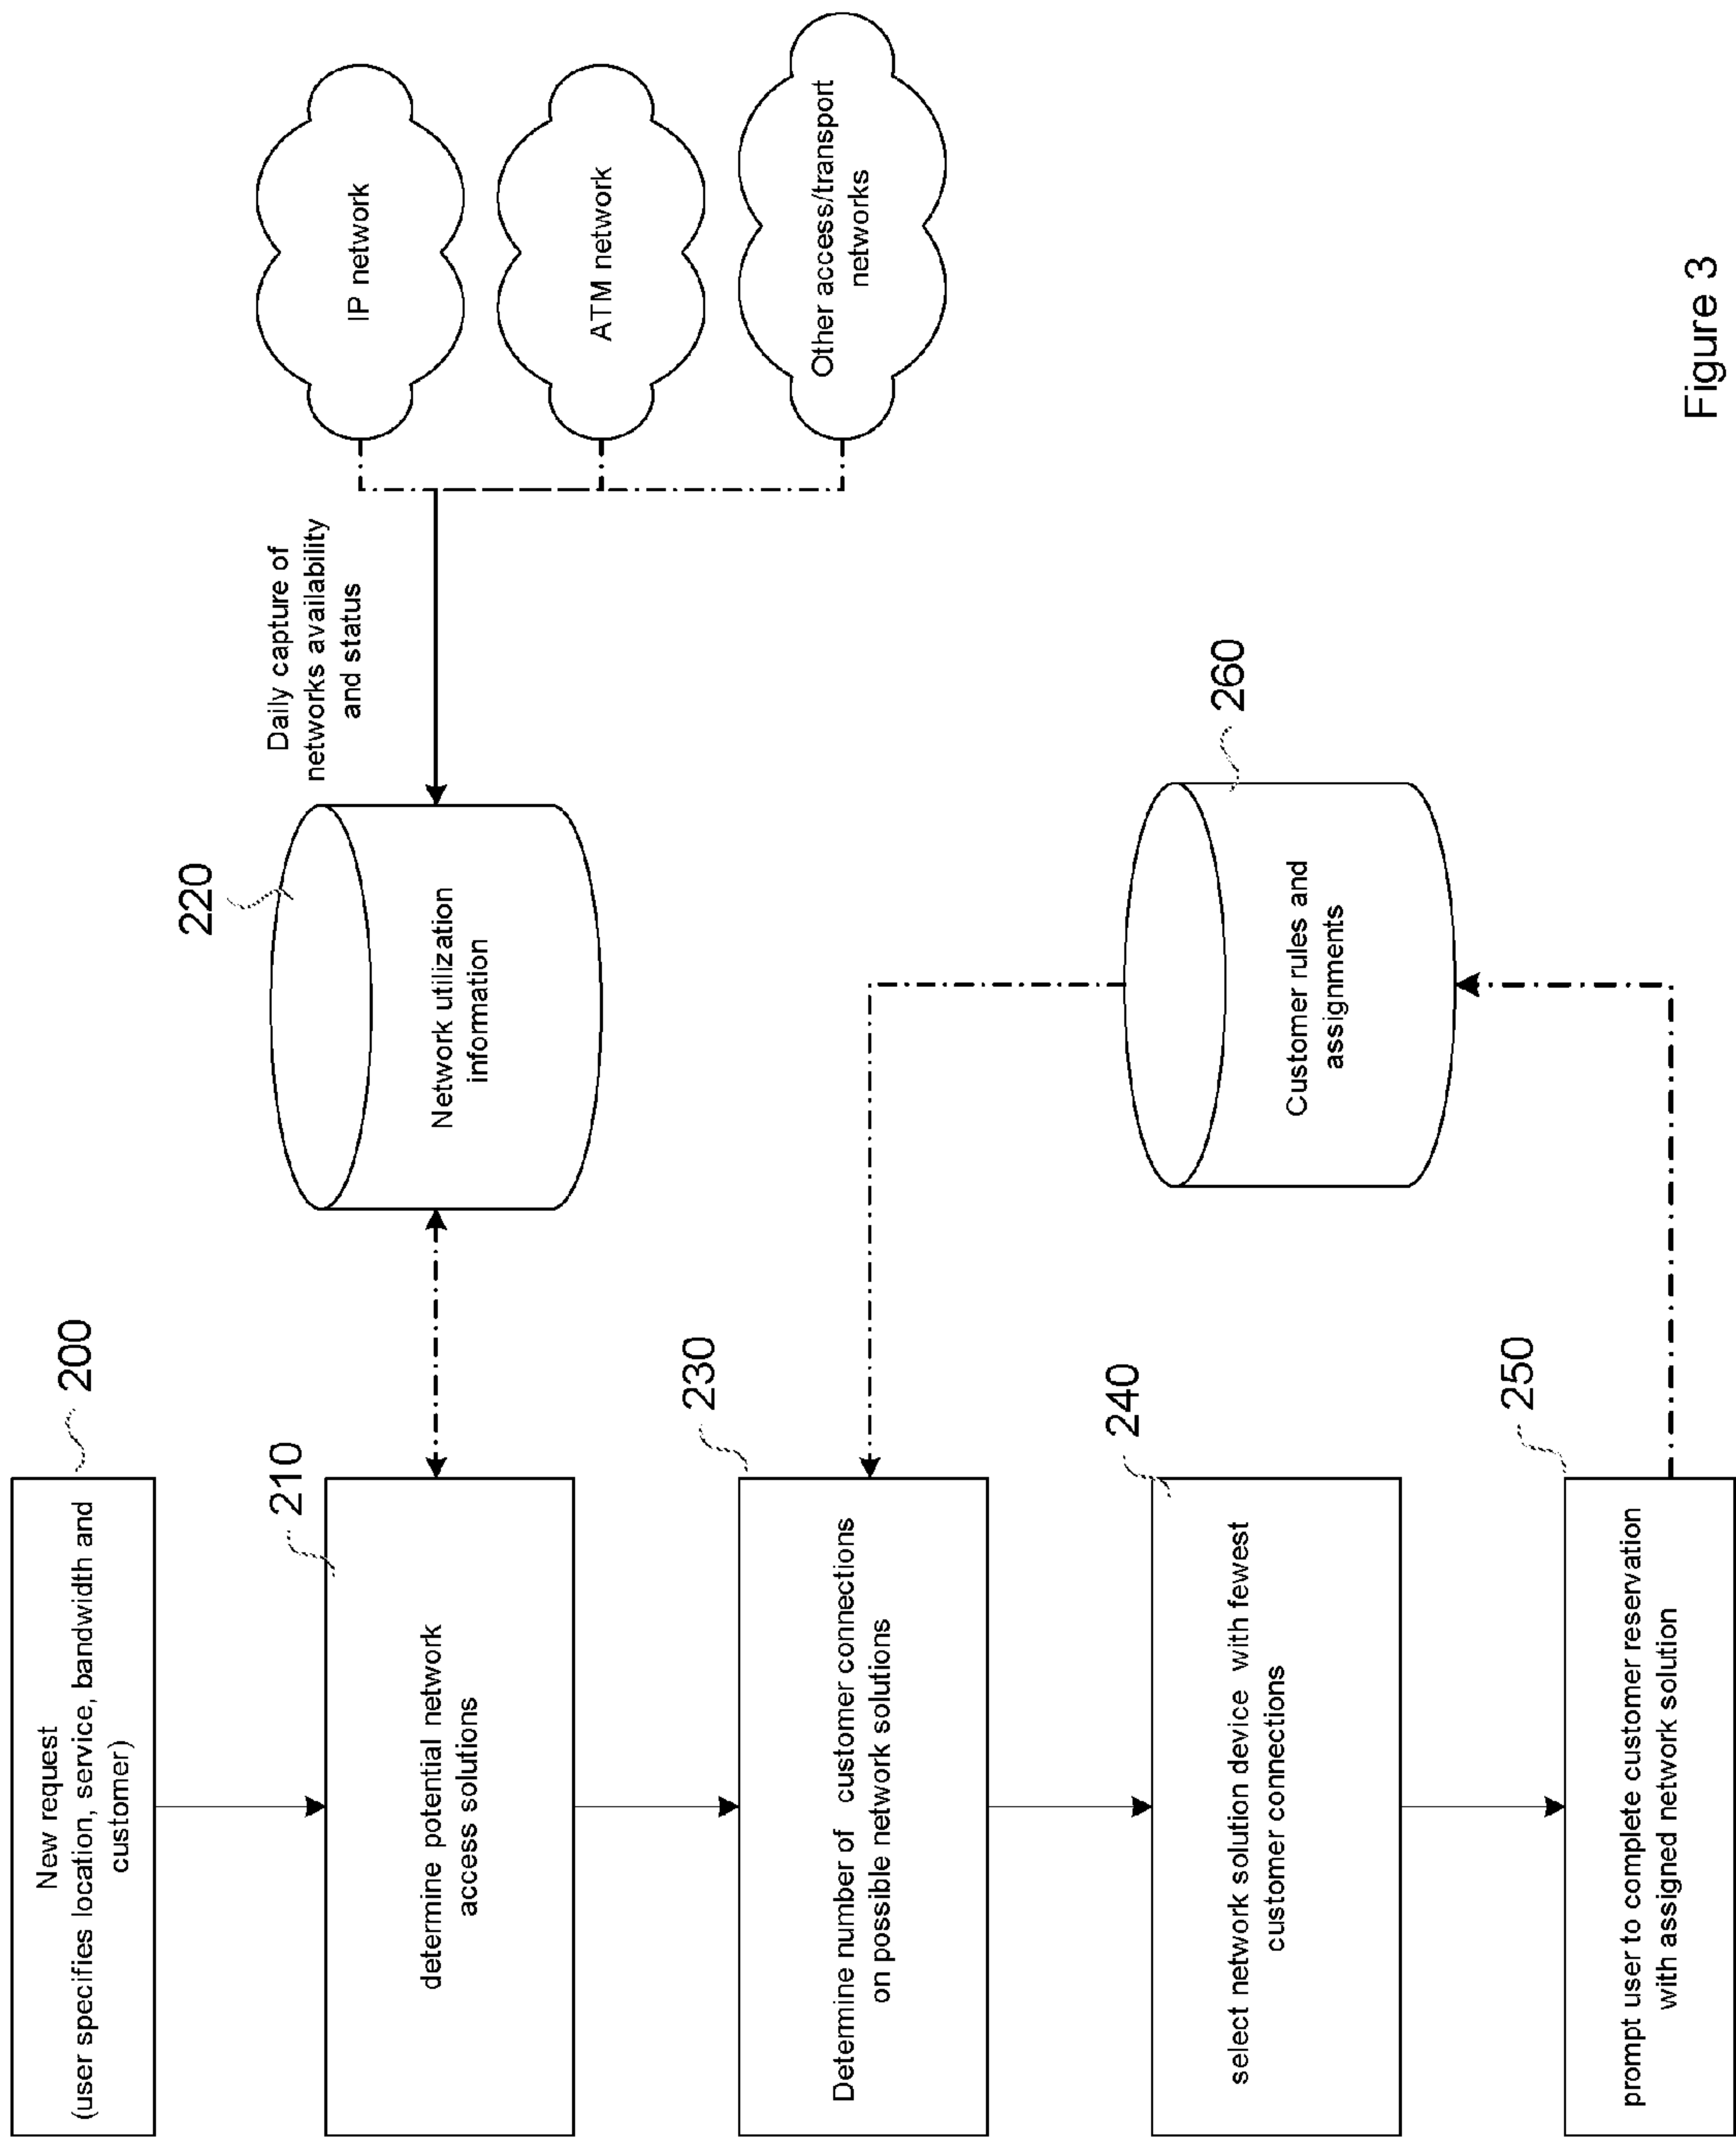 New request
(user specifies location, service, bandwidth and
customer)
200
determine potential network
access solutions
210
Network utilization
information
220
Daily capture of
networks availability
and status
IP network
ATM network
Other access/transport
networks
Determine number of customer connections
on possible network solutions
230
select network solution device with fewest
customer connections
240
prompt user to complete customer reservation
with assigned network solution
250
Customer rules and
assignments
260
Figure 3